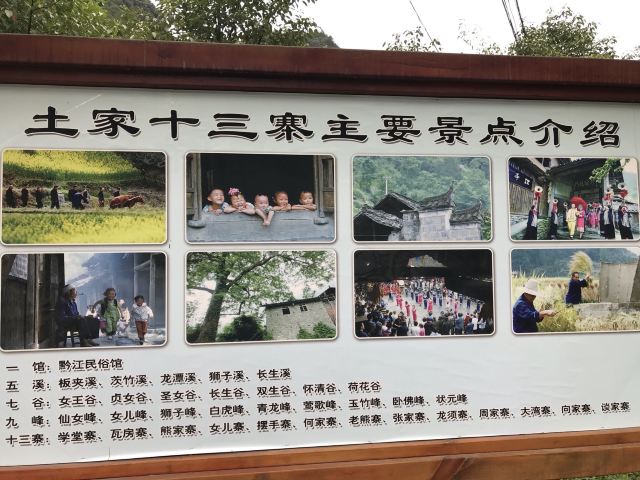 土家十三寨主要景点介绍
一 馆：黔江民俗馆
五 溪：板夹溪、茨竹溪、龙潭溪、狮子溪、长生溪
七 谷：女王谷、贞女谷、圣女谷、长生谷、双生谷、怀清谷、荷花谷
九 峰：仙女峰、女儿峰、狮子峰、白虎峰、青龙峰、莺歌峰、玉竹峰、卧佛峰、状元峰
十三寨：学堂寨、瓦房寨、熊家寨、女儿寨、摆手寨、何家寨、老熊寨、张家寨、龙须寨、周家寨、大湾寨、向家寨、谈家寨